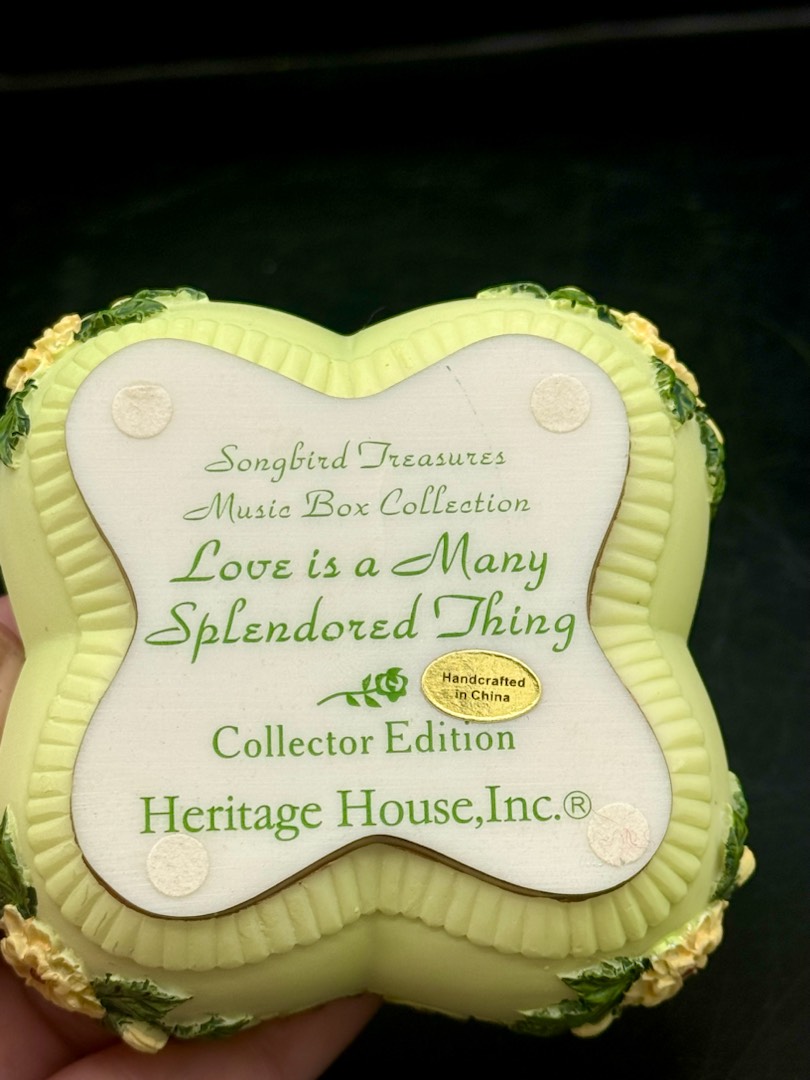 Songbird Treasures
Music Box Collection
Love is a Many
Splendored Thing
Handcrafted
in China
Collector Edition
Heritage House,Inc.®